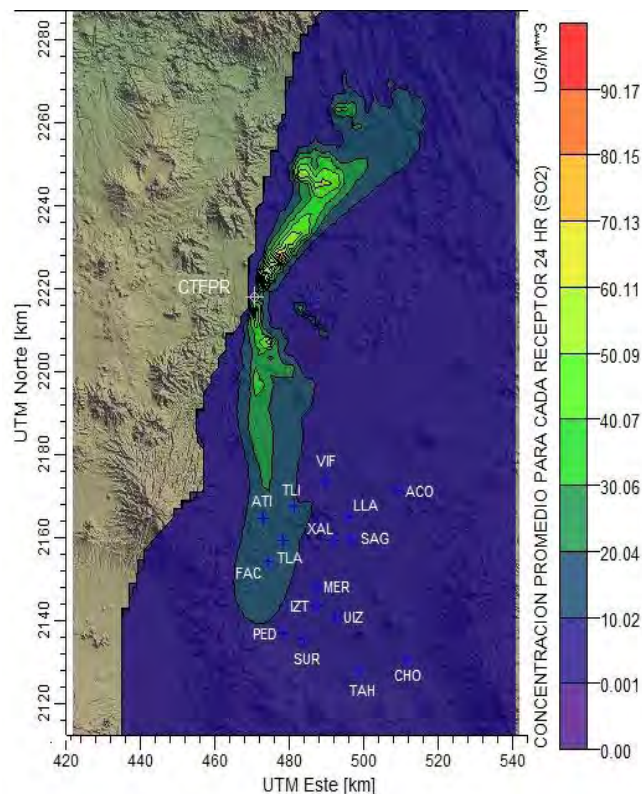 2280
2260
2240
2220
2200
2180
2160
2140
2120
UTM Norte [km]
CTFPR
VIF
ACO
TLI
ATI
LLA
XAL
SAG
TLA
FAC
MER
IZT
UIZ
PED
SUR
CHO
TAH
420 440 460 480 500 520 540
UTM Este [km]
CONCENTRACION PROMEDIO PARA CADA RECEPTOR 24 HR (SO2) UG/M**3
90.17
80.15
70.13
60.11
50.09
40.07
30.06
20.04
10.02
0.001
0.00